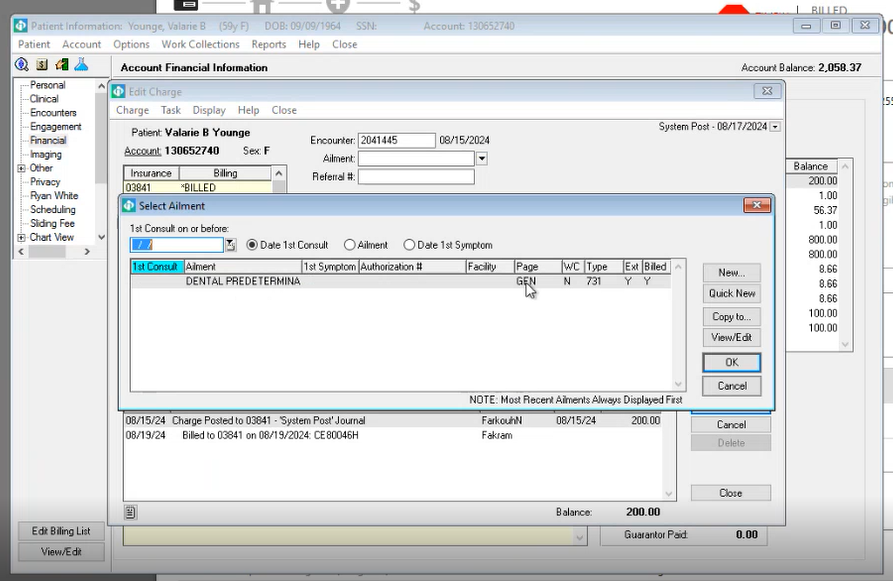 BILLED
Patient Information: Younge, Valarie B (59y F) DOB: 09/09/1964 SSN: Account: 130652740
Patient Account Options Work Collections Reports Help Close
Account Financial Information
Account Balance: 2,058.37
Personal
Clinical
Encounters
Engagement
Financial
Imaging
Other
Privacy
Ryan White
Scheduling
Sliding Fee
Chart View
Edit Billing List
View/Edit
Edit Charge
Charge Task Display Help Close
Patient: Valarie B Younge
Account: 130652740 Sex: F
System Post - 08/17/2024
Encounter: 2041445 08/15/2024
Ailment:
Referral #:
Insurance Billing
03841 *BILLED
Select Ailment
1st Consult on or before:
/ /
Date 1st Consult Ailment Date 1st Symptom
1st Consult Ailment 1st Symptom Authorization # Facility Page WC Type Ext Billed
DENTAL PREDETERMINA GEN N 731 Y Y
New...
Quick New
Copy to...
View/Edit
OK
Cancel
NOTE: Most Recent Ailments Always Displayed First
08/15/24 Charge Posted to 03841 - 'System Post' Journal FarkouhN 08/15/24 200.00
08/19/24 Billed to 03841 on 08/19/2024: CE80046H Fakram
Cancel
Delete
Close
Balance: 200.00
Guarantor Paid: 0.00
Balance
200.00
1.00
56.37
1.00
800.00
800.00
8.66
8.66
8.66
100.00
100.00